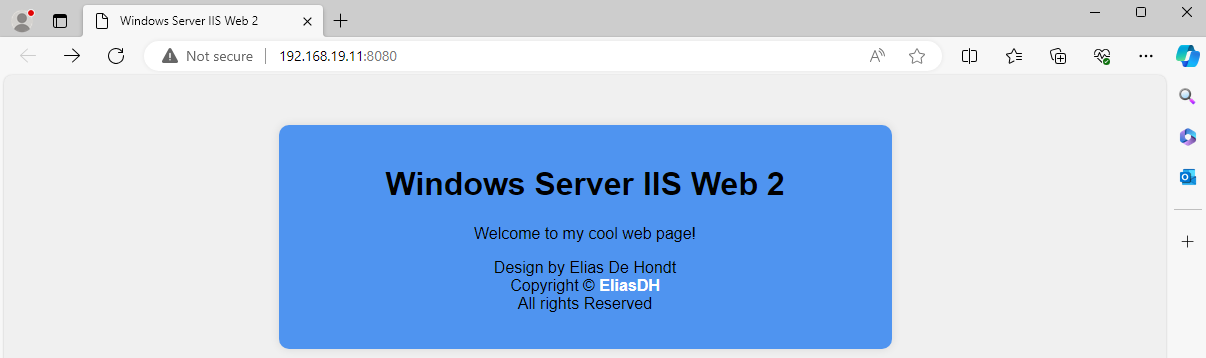 Windows Server IIS Web 2
Not secure
192.168.19.11:8080
Windows Server IIS Web 2
Welcome to my cool web page!
Design by Elias De Hondt
Copyright © EliasDH
All rights Reserved